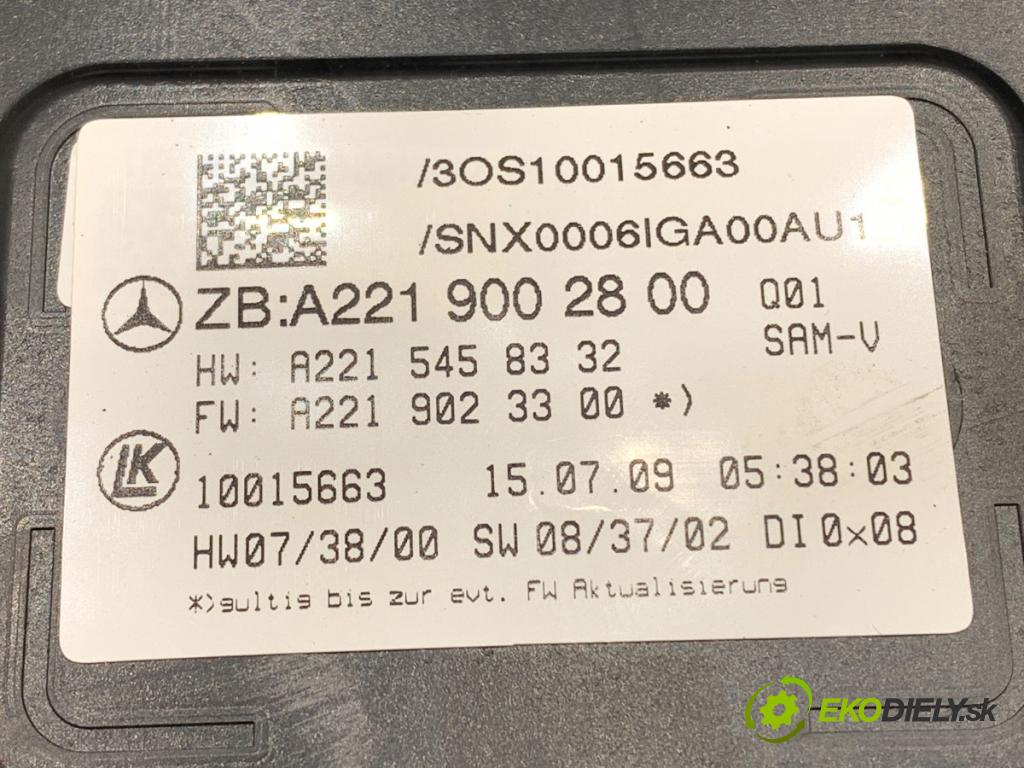 /3OS10015663
/SNX0006IGA00AU1
ZB:A221 900 28 00 Q01
HW: A221 545 83 32 SAM-V
FW: A221 902 33 00 *)
LK
10015663 15.07.09 05:38:03
HW07/38/00 SW 08/37/02 DI 0x08
*)gultig bis zur evt. FW Aktualisierung
EKODIELY.sk